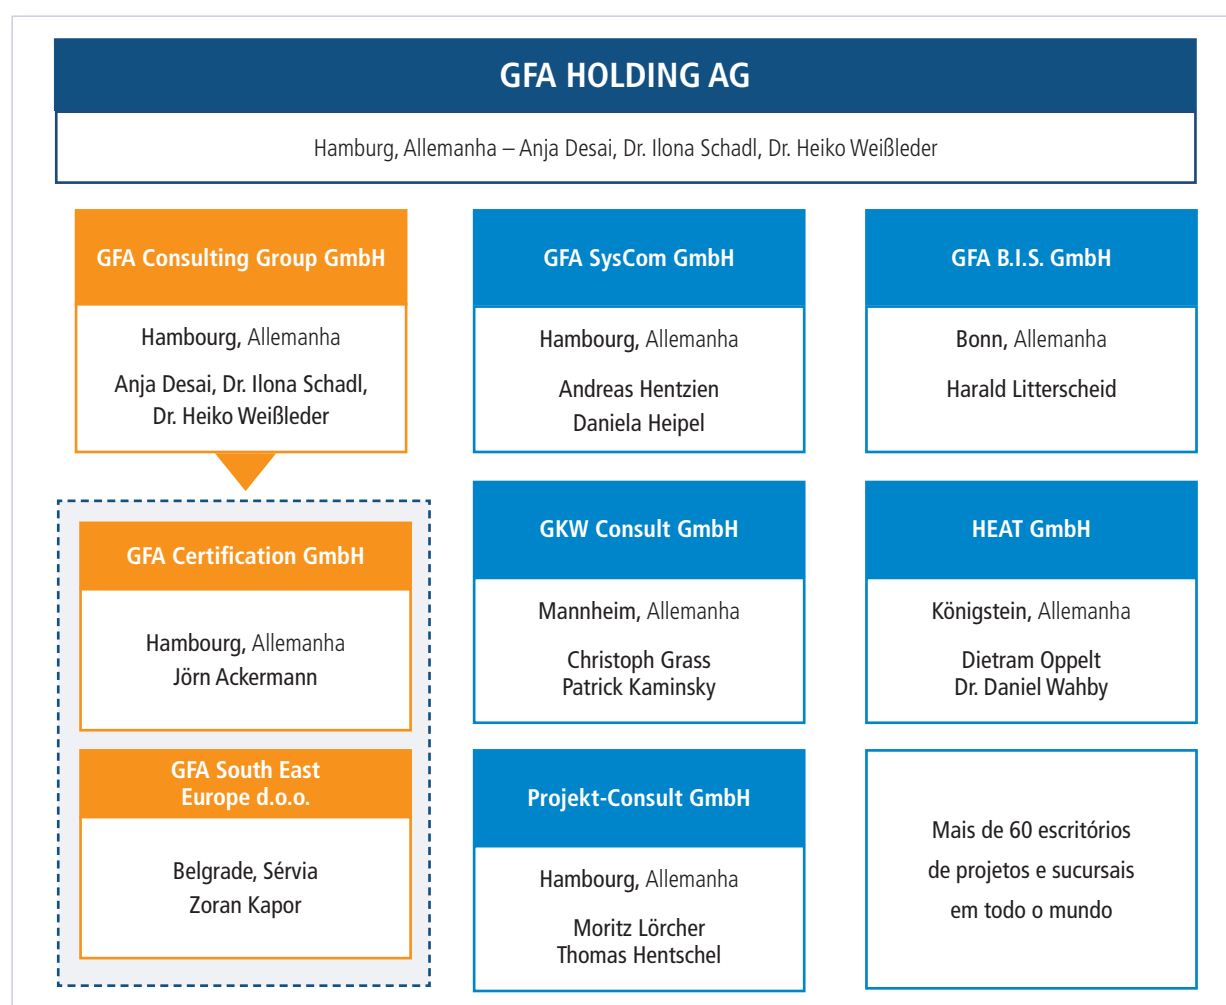 GFA HOLDING AG
Hamburg, Allemanha – Anja Desai, Dr. Ilona Schadl, Dr. Heiko Weißleder
GFA Consulting Group GmbH
Hambourg, Allemanha
Anja Desai, Dr. Ilona Schadl,
Dr. Heiko Weißleder
GFA SysCom GmbH
Hambourg, Allemanha
Andreas Hentzien
Daniela Heipel
GFA B.I.S. GmbH
Bonn, Allemanha
Harald Litterscheid
GFA Certification GmbH
Hambourg, Allemanha
Jörn Ackermann
GKW Consult GmbH
Mannheim, Allemanha
Christoph Grass
Patrick Kaminsky
HEAT GmbH
Königstein, Allemanha
Dietram Oppelt
Dr. Daniel Wahby
GFA South East
Europe d.o.o.
Belgrade, Sérvia
Zoran Kapor
Projekt-Consult GmbH
Hambourg, Allemanha
Moritz Lörcher
Thomas Hentschel
Mais de 60 escritórios
de projetos e sucursais
em todo o mundo